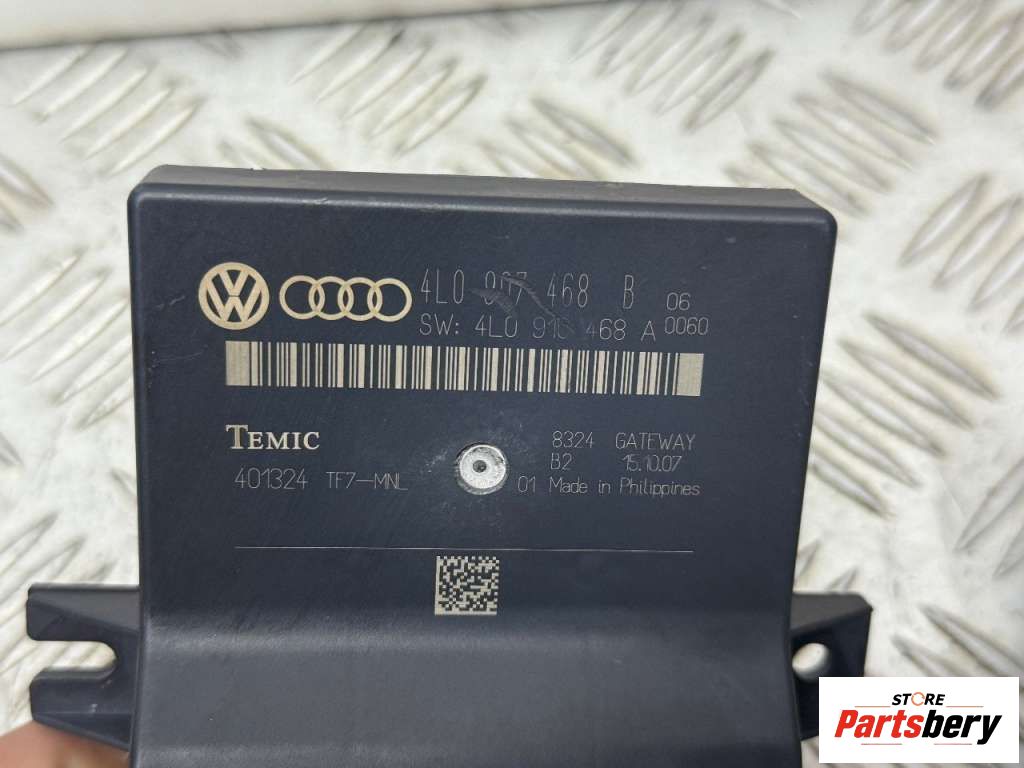 4L0 907 468 B 06
SW: 4L0 910 468 A 0060
TEMIC
8324 GATEWAY
B2 15.10.07
401324 TF7-MNL
01 Made in Philippines
STORE
Partsbery